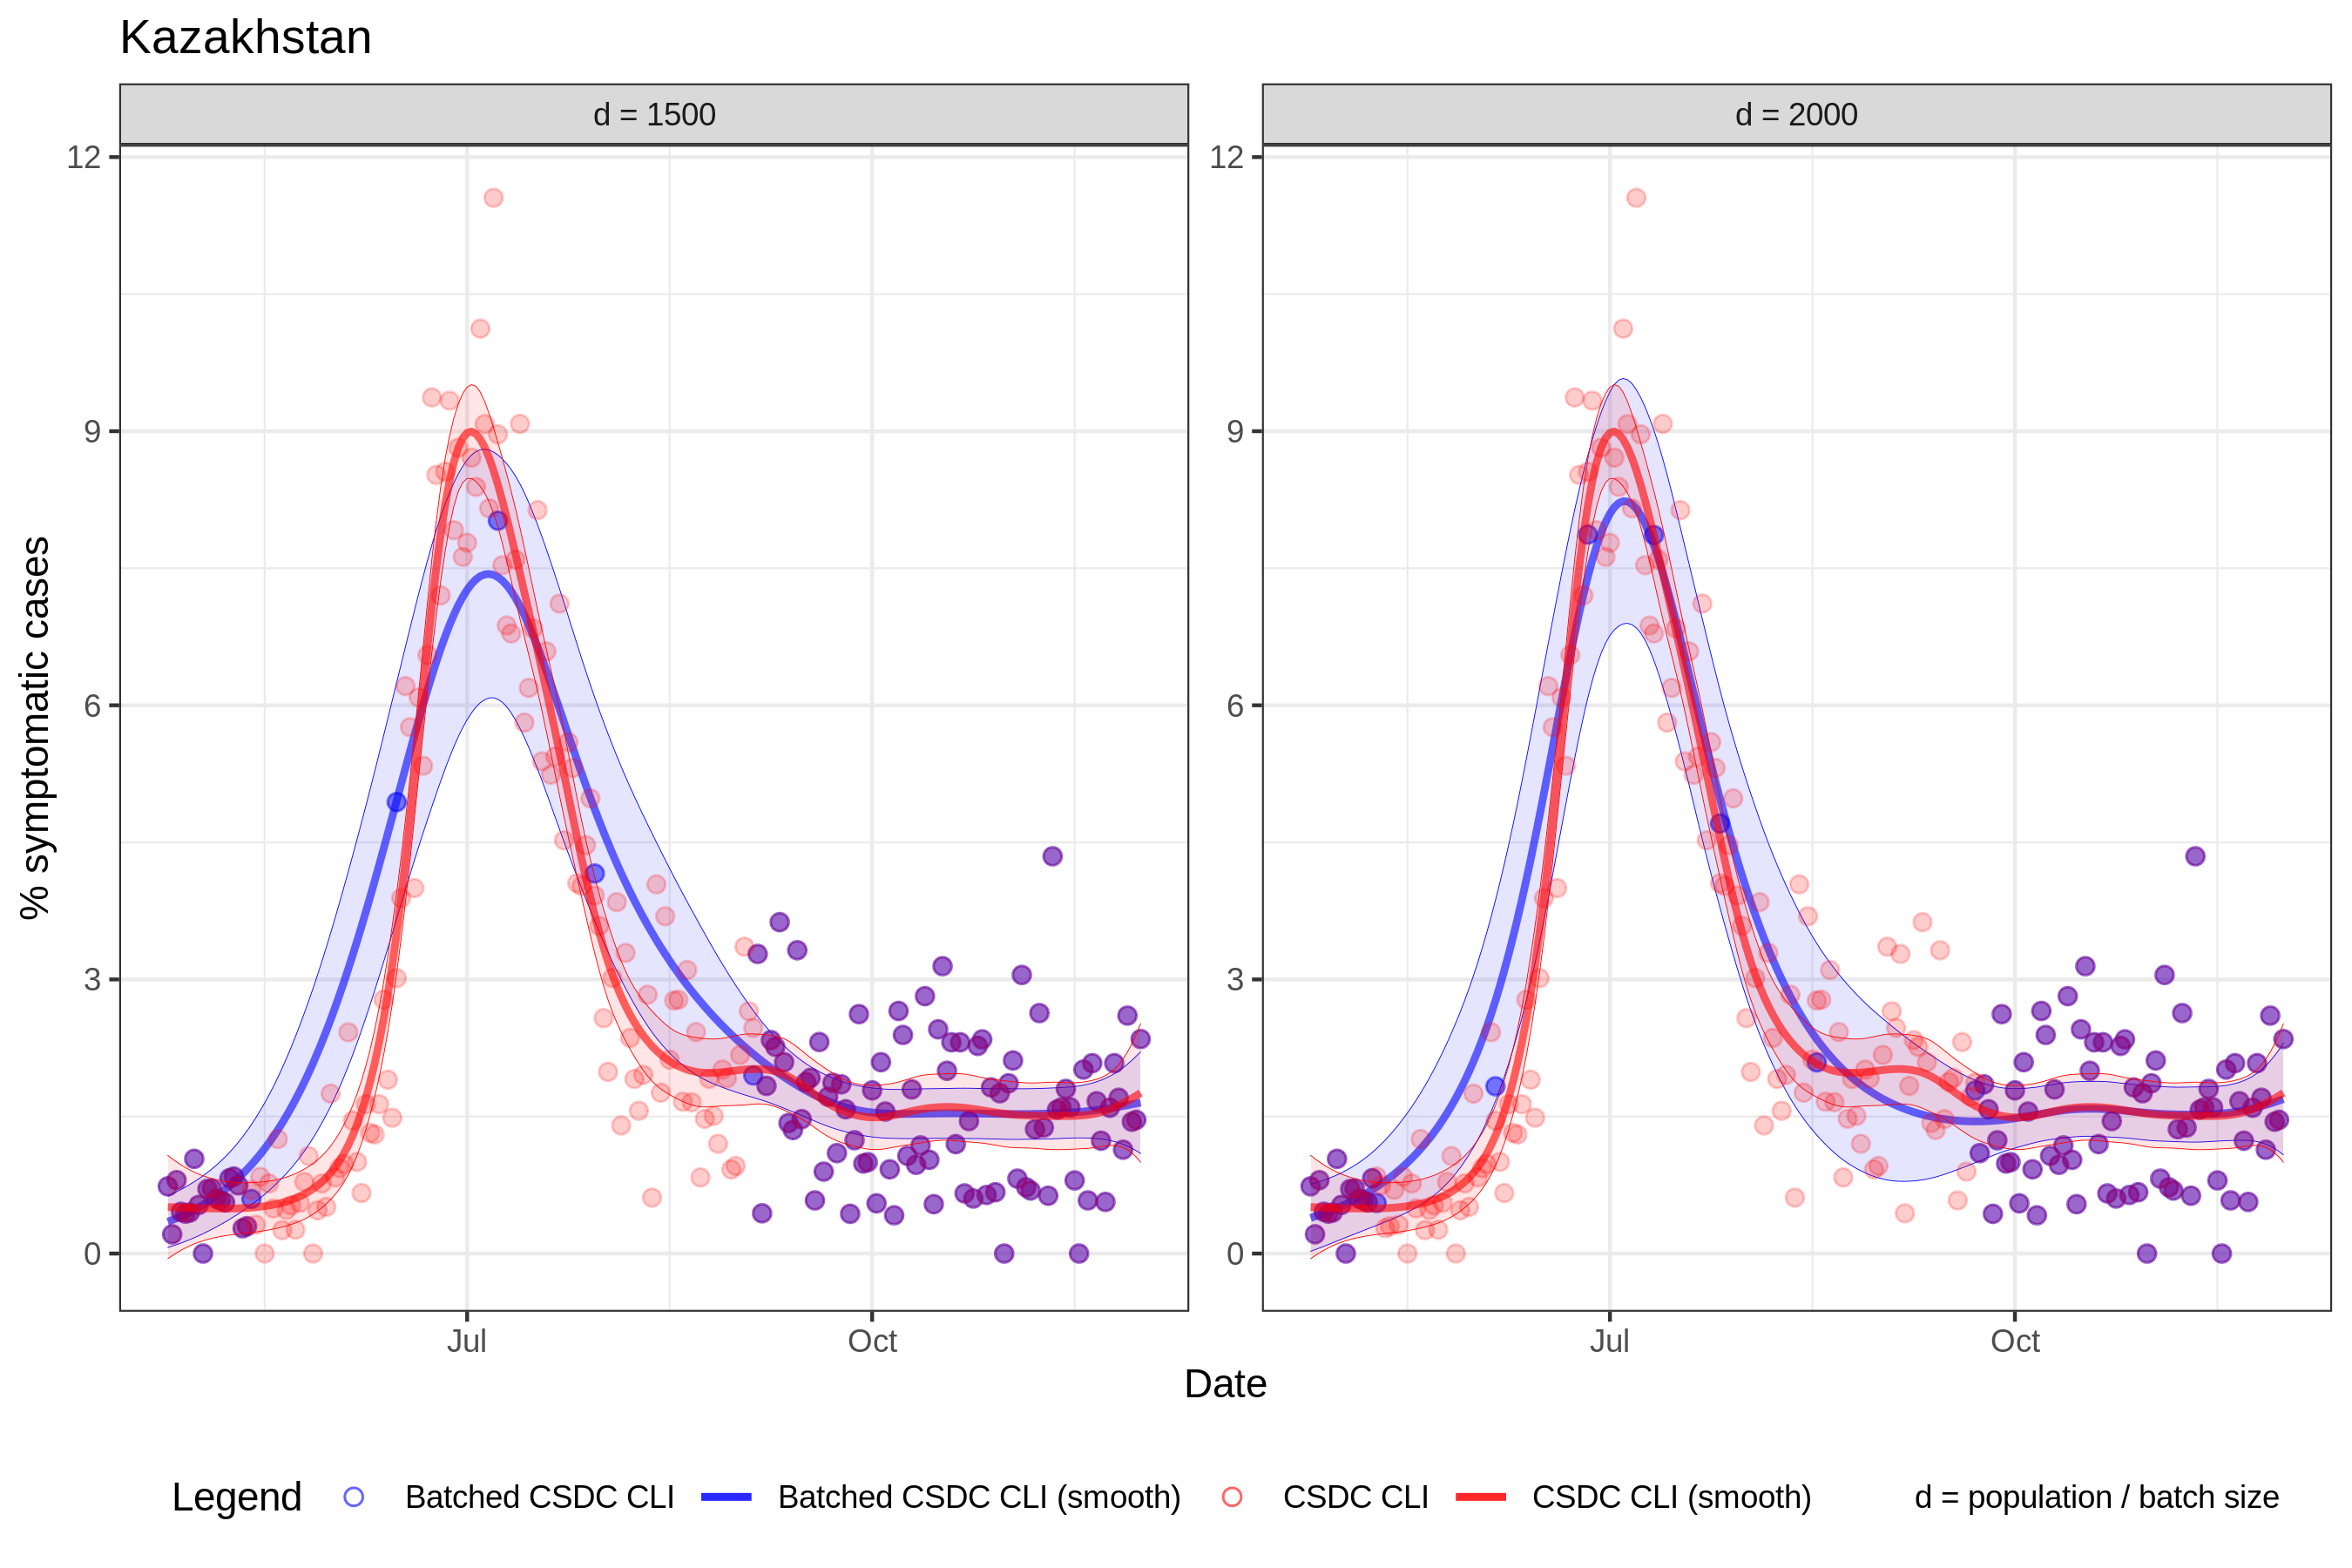 Kazakhstan
d = 1500
d = 2000
12
9
6
3
0
12
9
6
3
0
% symptomatic cases
Jul
Oct
Jul
Oct
Date
Legend
Batched CSDC CLI
Batched CSDC CLI (smooth)
CSDC CLI
CSDC CLI (smooth)
d = population / batch size